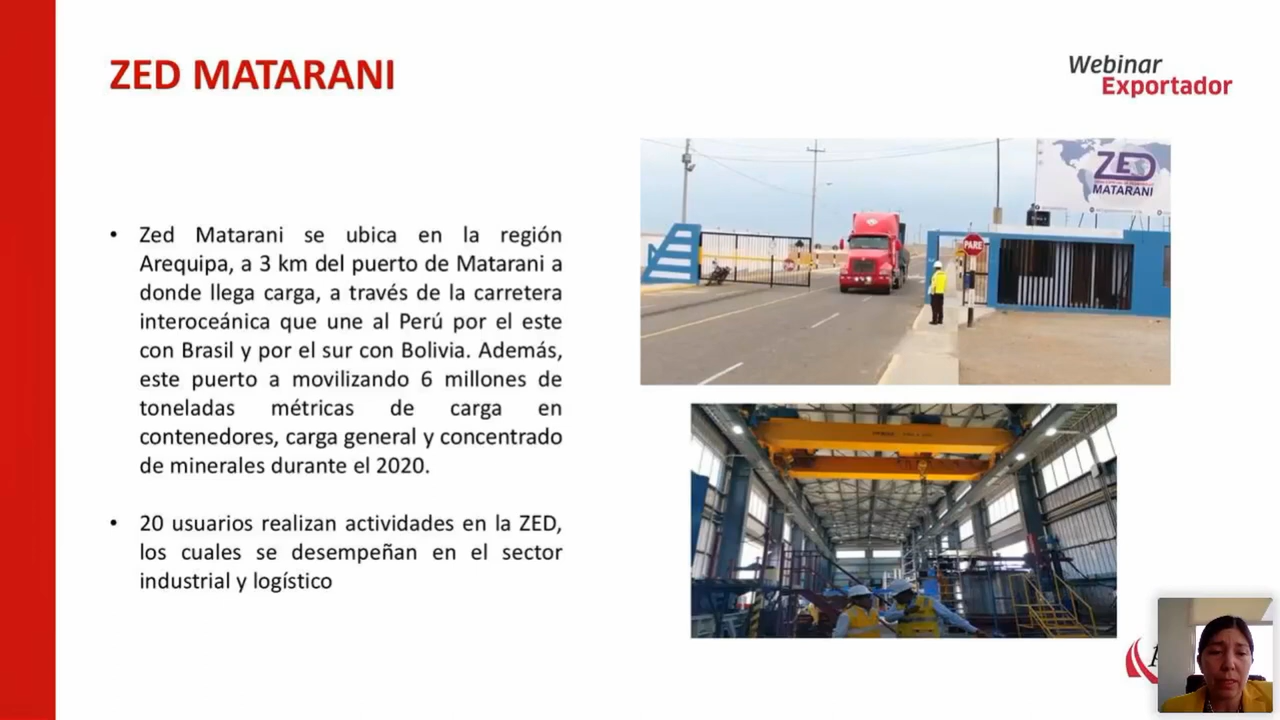 ZED MATARANI
Webinar
Exportador
• Zed Matarani se ubica en la región
Arequipa, a 3 km del puerto de Matarani a
donde llega carga, a través de la carretera
interoceánica que une al Perú por el este
con Brasil y por el sur con Bolivia. Además,
este puerto a movilizando 6 millones de
toneladas métricas de carga en
contenedores, carga general y concentrado
de minerales durante el 2020.
• 20 usuarios realizan actividades en la ZED,
los cuales se desempeñan en el sector
industrial y logístico
ZED
MATARANI
PARE